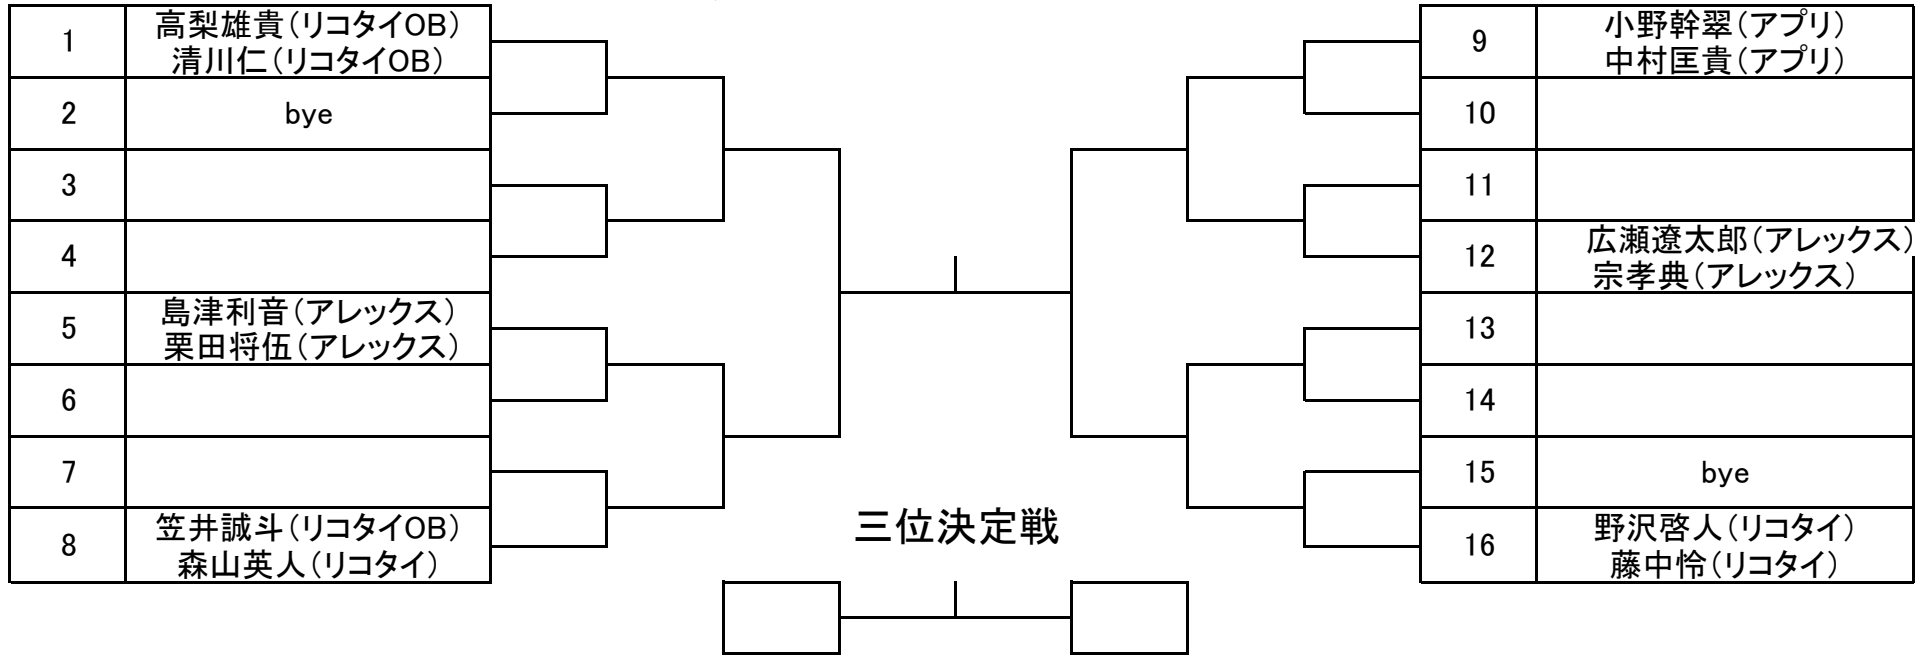 1
高梨雄貴(リコタイOB)
清川仁(リコタイOB)
2
bye
3
4
5
島津利音(アレックス)
栗田将伍(アレックス)
6
7
8
笠井誠斗(リコタイOB)
森山英人(リコタイ)
9
小野幹翠(アプリ)
中村匡貴(アプリ)
10
11
12
広瀬遼太郎(アレックス)
宗孝典(アレックス)
13
14
15
bye
16
野沢啓人(リコタイ)
藤中怜(リコタイ)
三位決定戦